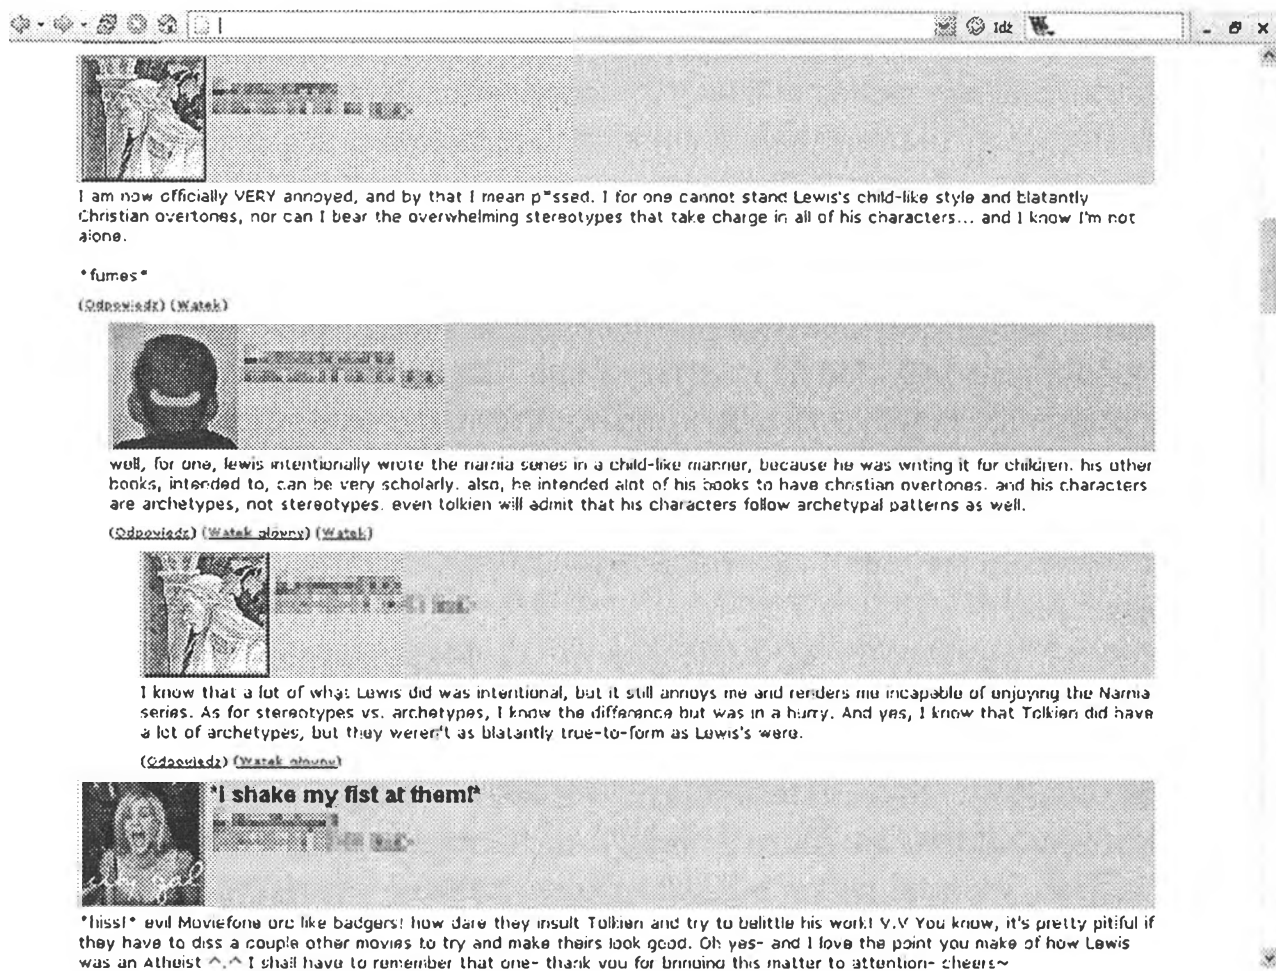 Idź
I am now officially VERY annoyed, and by that I mean p*ssed. I for one cannot stand Lewis's child-like style and blatantly
Christian overtones, nor can I bear the overwhelming stereotypes that take charge in all of his characters... and I know I'm not
alone.
*fumes*
(Odpowiedz) (Wątek)
well, for one, lewis intentionally wrote the narnia series in a child-like manner, because he was writing it for children. his other
books, intended to, can be very scholarly. also, he intended alot of his books to have christian overtones. and his characters
are archetypes, not stereotypes. even tolkien will admit that his characters follow archetypal patterns as well.
(Odpowiedz) (Wątek główny) (Wątek)
I know that a lot of what Lewis did was intentional, but it still annoys me and renders me incapable of enjoying the Narnia
series. As for stereotypes vs. archetypes, I know the difference but was in a hurry. And yes, I know that Tolkien did have
a lot of archetypes, but they weren't as blatantly true-to-form as Lewis's were.
(Odpowiedz) (Wątek główny)
*I shake my fist at them!*
*hiss!* evil Moviefone orc like badgers! how dare they insult Tolkien and try to belittle his work! V.V You know, it's pretty pitiful if
they have to diss a couple other movies to try and make theirs look good. Oh yes- and I love the point you make of how Lewis
was an Atheist ^.^ I shall have to remember that one- thank you for bringing this matter to attention- cheers~